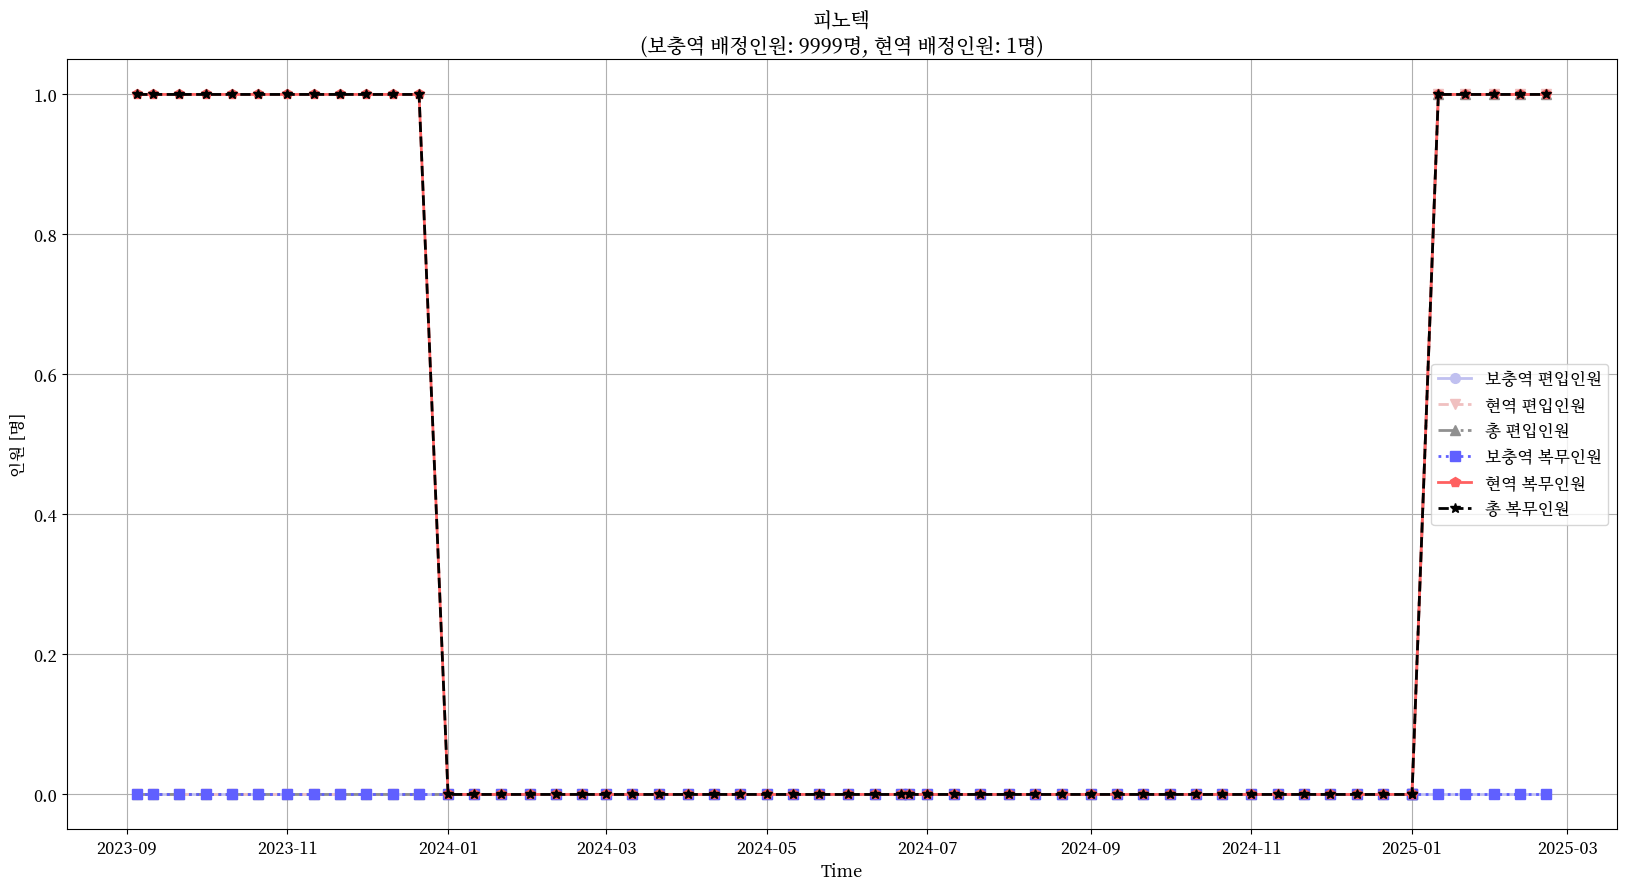 피노텍
(보충역 배정인원: 9999명, 현역 배정인원: 1명)
1.0
0.8
0.6
0.4
0.2
0.0
인원 [명]
보충역 편입인원
현역 편입인원
총 편입인원
보충역 복무인원
현역 복무인원
총 복무인원
2023-09
2023-11
2024-01
2024-03
2024-05
2024-07
2024-09
2024-11
2025-01
2025-03
Time